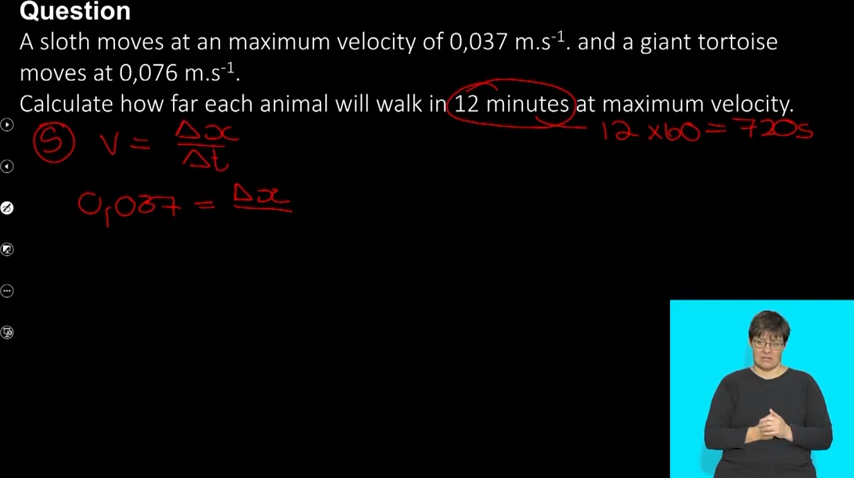 Question
A sloth moves at an maximum velocity of 0,037 m.s⁻¹. and a giant tortoise
moves at 0,076 m.s⁻¹.
Calculate how far each animal will walk in 12 minutes at maximum velocity.
12 × 60 = 720s
(S) V = Δx/Δt
0,037 = Δx